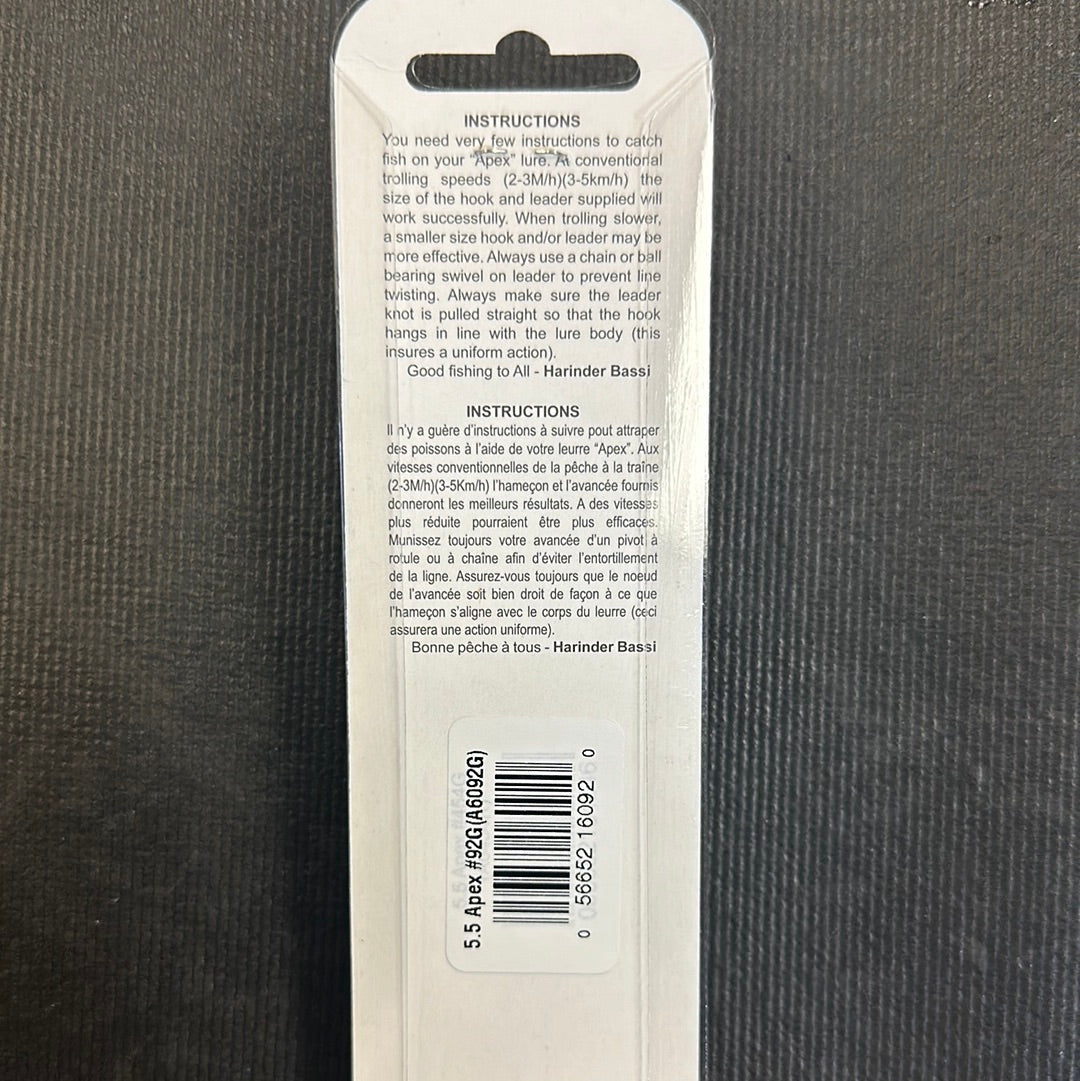 INSTRUCTIONS
You need very few instructions to catch
fish on your "Apex" lure. At conventional
trolling speeds (2-3M/h)(3-5km/h) the
size of the hook and leader supplied will
work successfully. When trolling slower,
a smaller size hook and/or leader may be
more effective. Always use a chain or ball
bearing swivel on leader to prevent line
twisting. Always make sure the leader
knot is pulled straight so that the hook
hangs in line with the lure body (this
insures a uniform action).
Good fishing to All - Harinder Bassi
INSTRUCTIONS
Il n'y a guère d'instructions à suivre pout attraper
des poissons à l'aide de votre leurre "Apex". Aux
vitesses conventionnelles de la pêche à la traîne
(2-3M/h)(3-5Km/h) l'hameçon et l'avancée fournis
donneront les meilleurs résultats. A des vitesses
plus réduite pourraient être plus efficaces.
Munissez toujours votre avancée d'un pivot à
rotule ou à chaîne afin d'éviter l'entortillement
de la ligne. Assurez-vous toujours que le noeud
de l'avancée soit bien droit de façon à ce que
l'hameçon s'aligne avec le corps du leurre (ceci
assurera une action uniforme).
Bonne pêche à tous - Harinder Bassi
5.5 Apex #92G(A6092G)
0 56652 16092 0